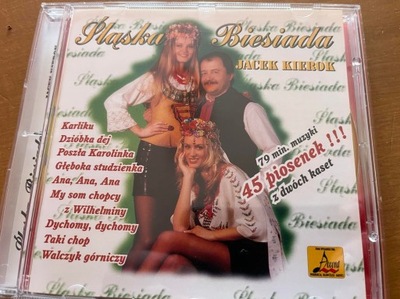 Śląska Biesiada
JACEK KIEROK
Karliku
Dzióbka dej
Poszła Karolinka
Głęboka studzienka
Ana, Ana, Ana
My som chopcy
z Wilhelminy
Dychomy, dychomy
Taki chop
Walczyk górniczy
79 min. muzyki
45 piosenek !!!
z dwóch kaset